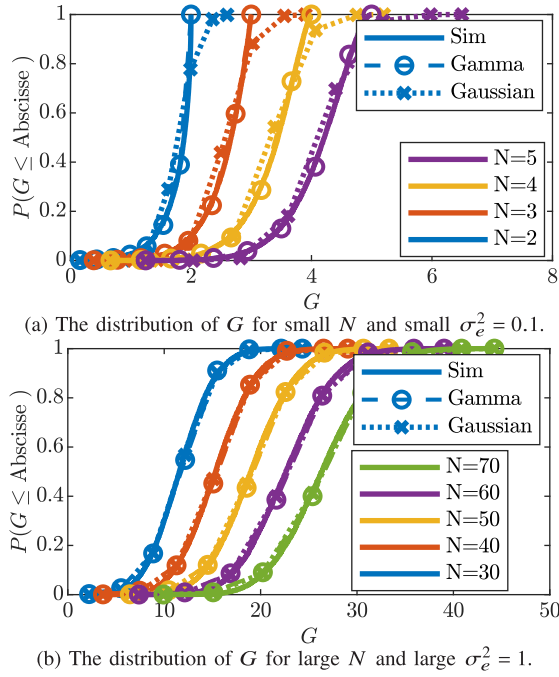 1
0.8
0.6
0.4
0.2
0
P(G ≤ Abscisse )
Sim
Gamma
Gaussian
N=5
N=4
N=3
N=2
0 2 4 6 8
G
(a) The distribution of G for small N and small σ_e^2 = 0.1.
1
0.8
0.6
0.4
0.2
0
P(G ≤ Abscisse )
Sim
Gamma
Gaussian
N=70
N=60
N=50
N=40
N=30
0 10 20 30 40 50
G
(b) The distribution of G for large N and large σ_e^2 = 1.